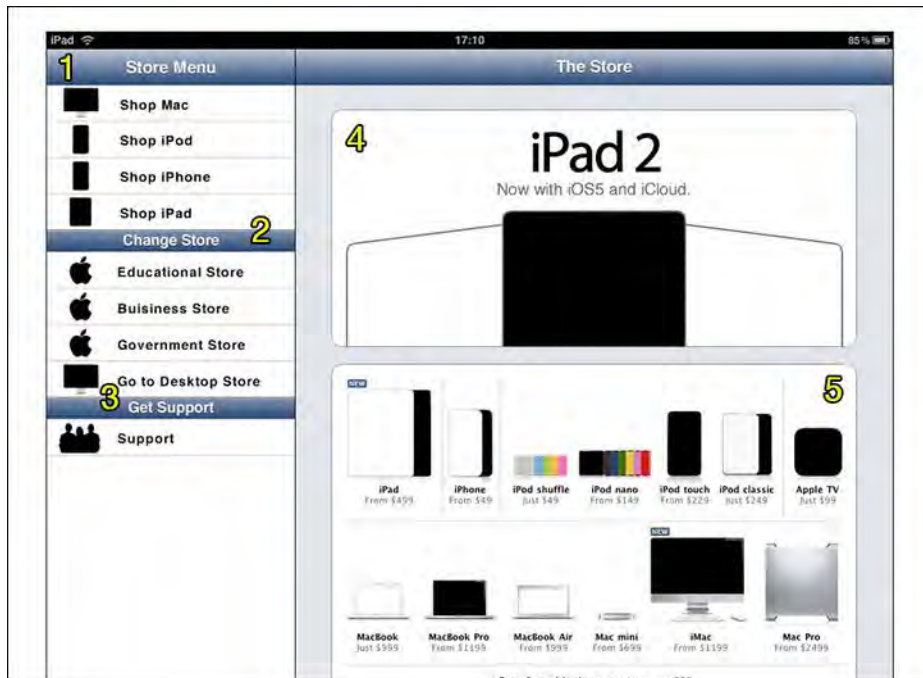 iPad 17:10 85%
1 Store Menu
The Store
Shop Mac
Shop iPod
Shop iPhone
Shop iPad
Change Store 2
Educational Store
Buisiness Store
Government Store
Go to Desktop Store
3
Get Support
Support
4
iPad 2
Now with iOS5 and iCloud.
5
NEW
iPad iPhone iPod shuffle iPod nano iPod touch iPod classic Apple TV
From $499 From $49 Just $49 From $149 From $229 Just $249 Just $99
NEW
MacBook MacBook Pro MacBook Air Mac mini iMac Mac Pro
Just $999 From $1199 From $999 From $699 From $1199 From $2499